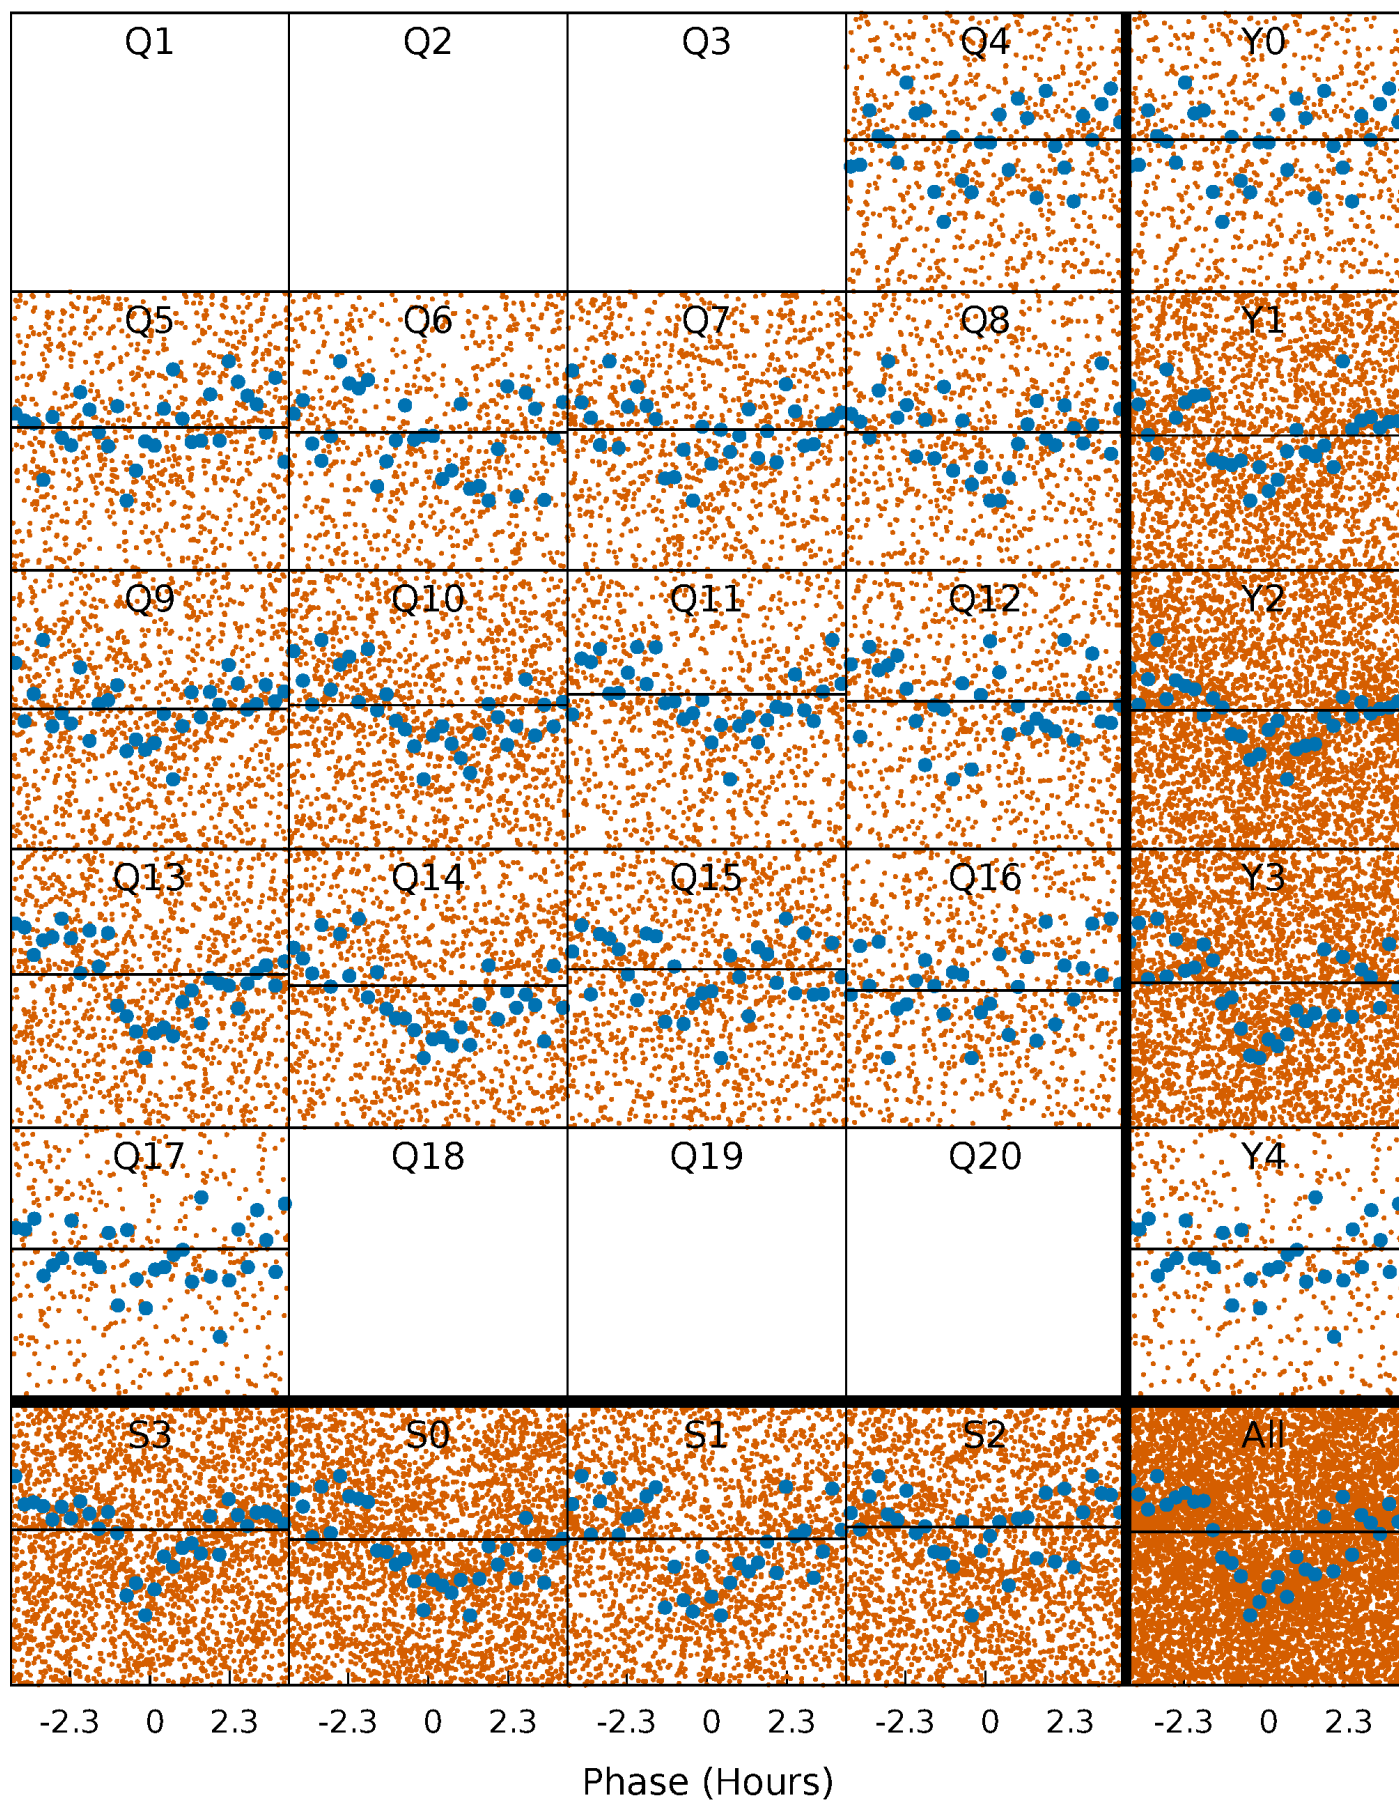 Q1 Q2 Q3 Q4 Y0
Q5 Q6 Q7 Q8 Y1
Q9 Q10 Q11 Q12 Y2
Q13 Q14 Q15 Q16 Y3
Q17 Q18 Q19 Q20 Y4
S3 S0 S1 S2 All
-2.3 0 2.3 -2.3 0 2.3 -2.3 0 2.3 -2.3 0 2.3 -2.3 0 2.3
Phase (Hours)